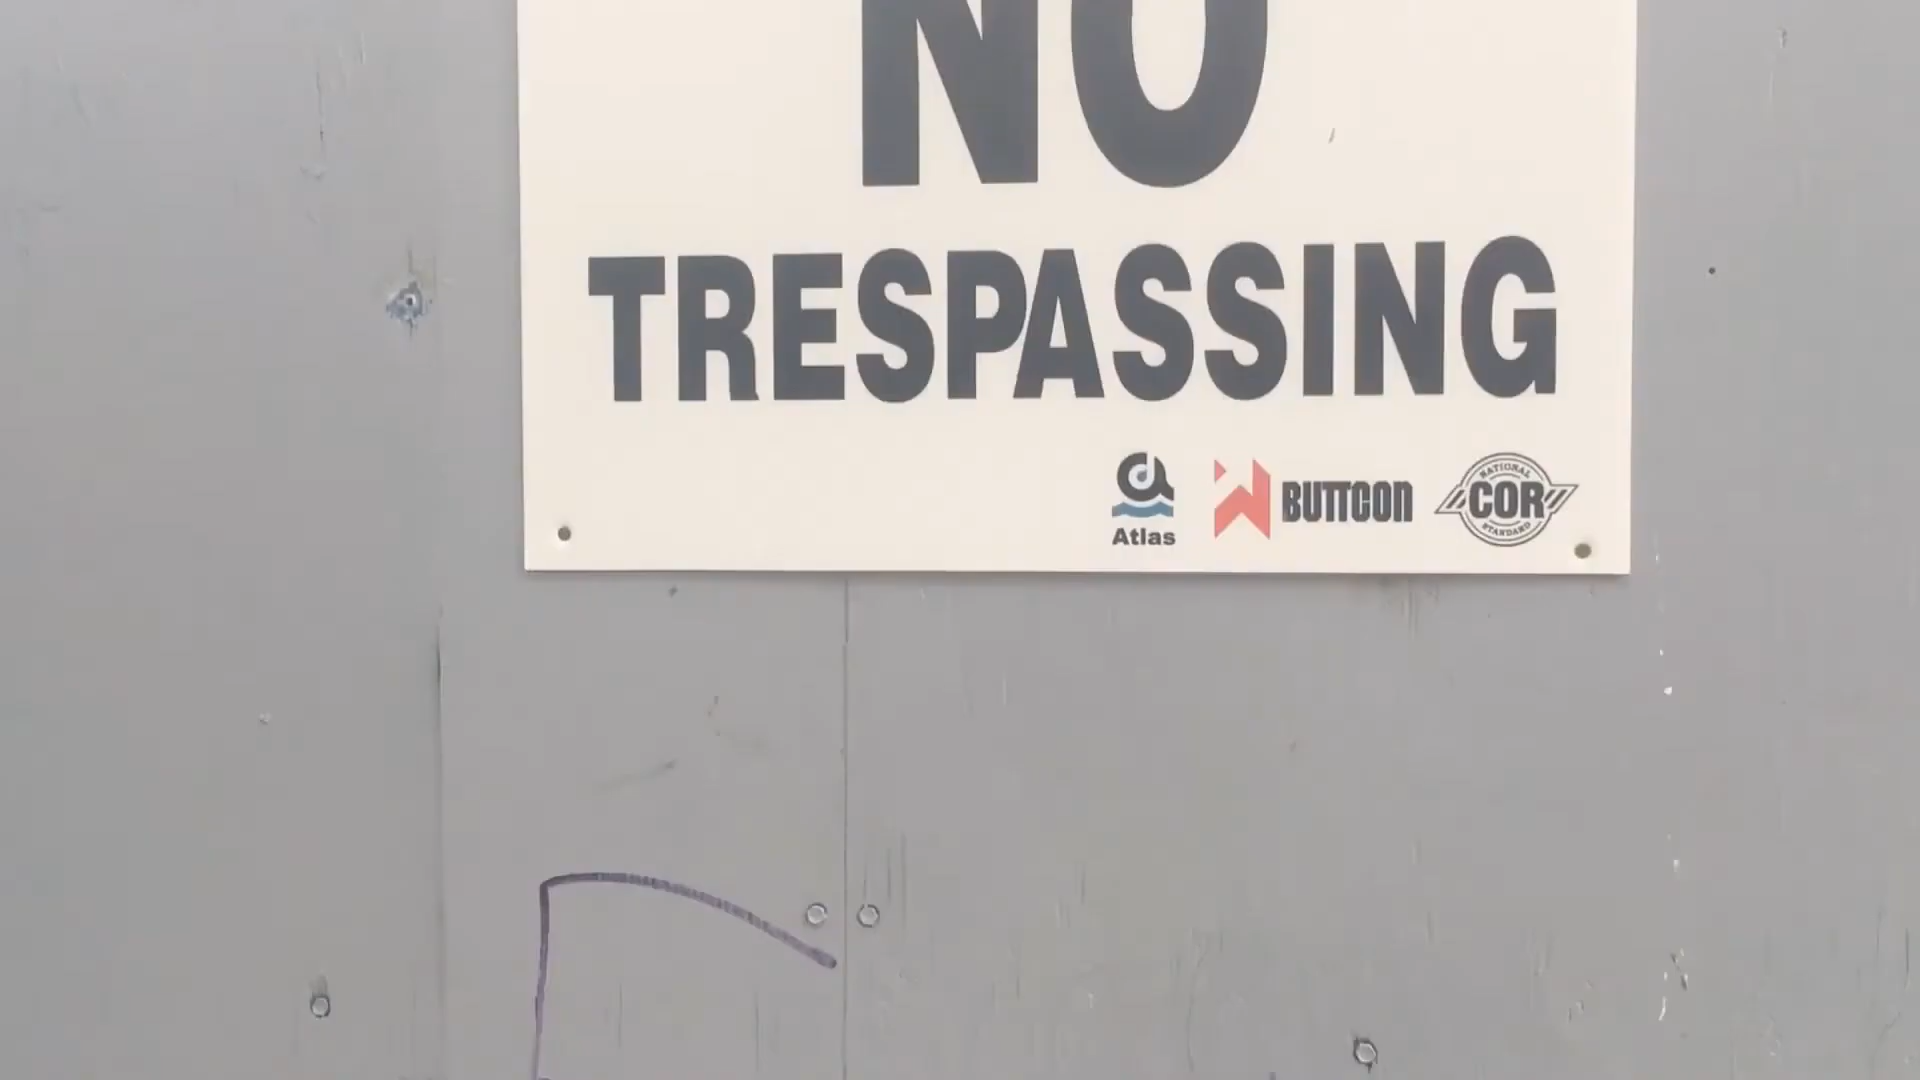 NO
TRESPASSING
Atlas
BUTTCON
NATIONAL
COR
STANDARD